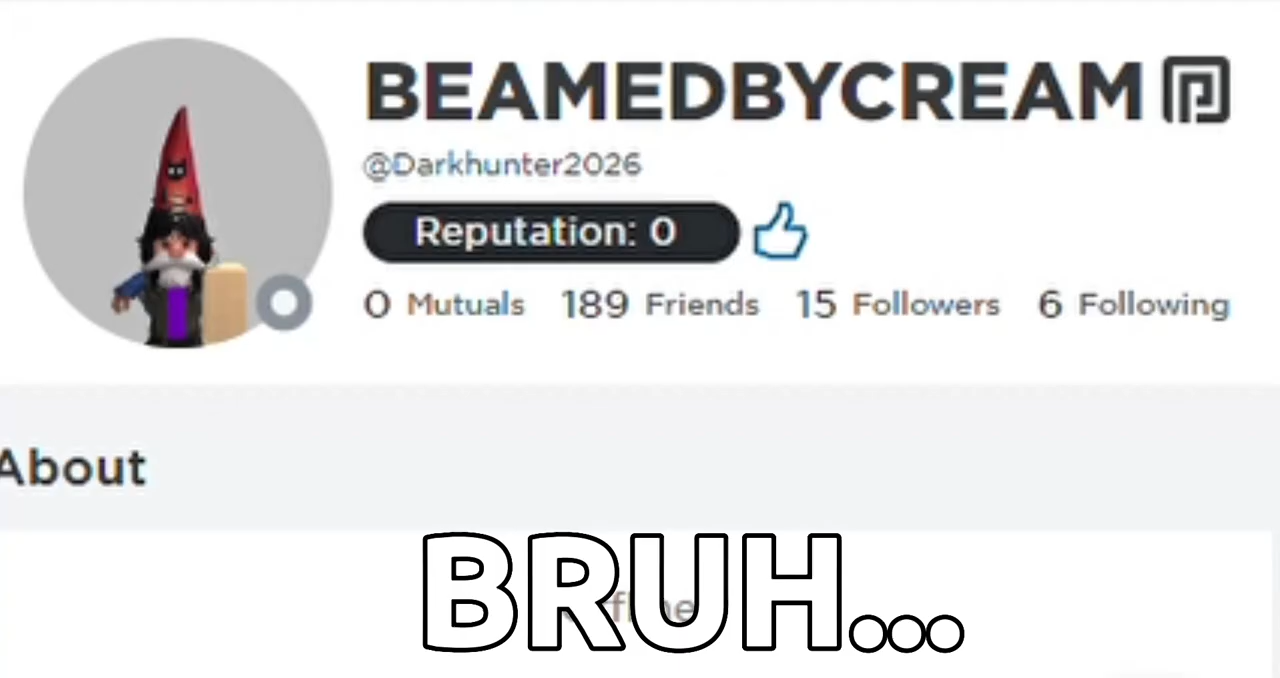 BEAMEDBYCREAM
@Darkhunter2026
Reputation: 0
0 Mutuals 189 Friends 15 Followers 6 Following
About
BRUH...